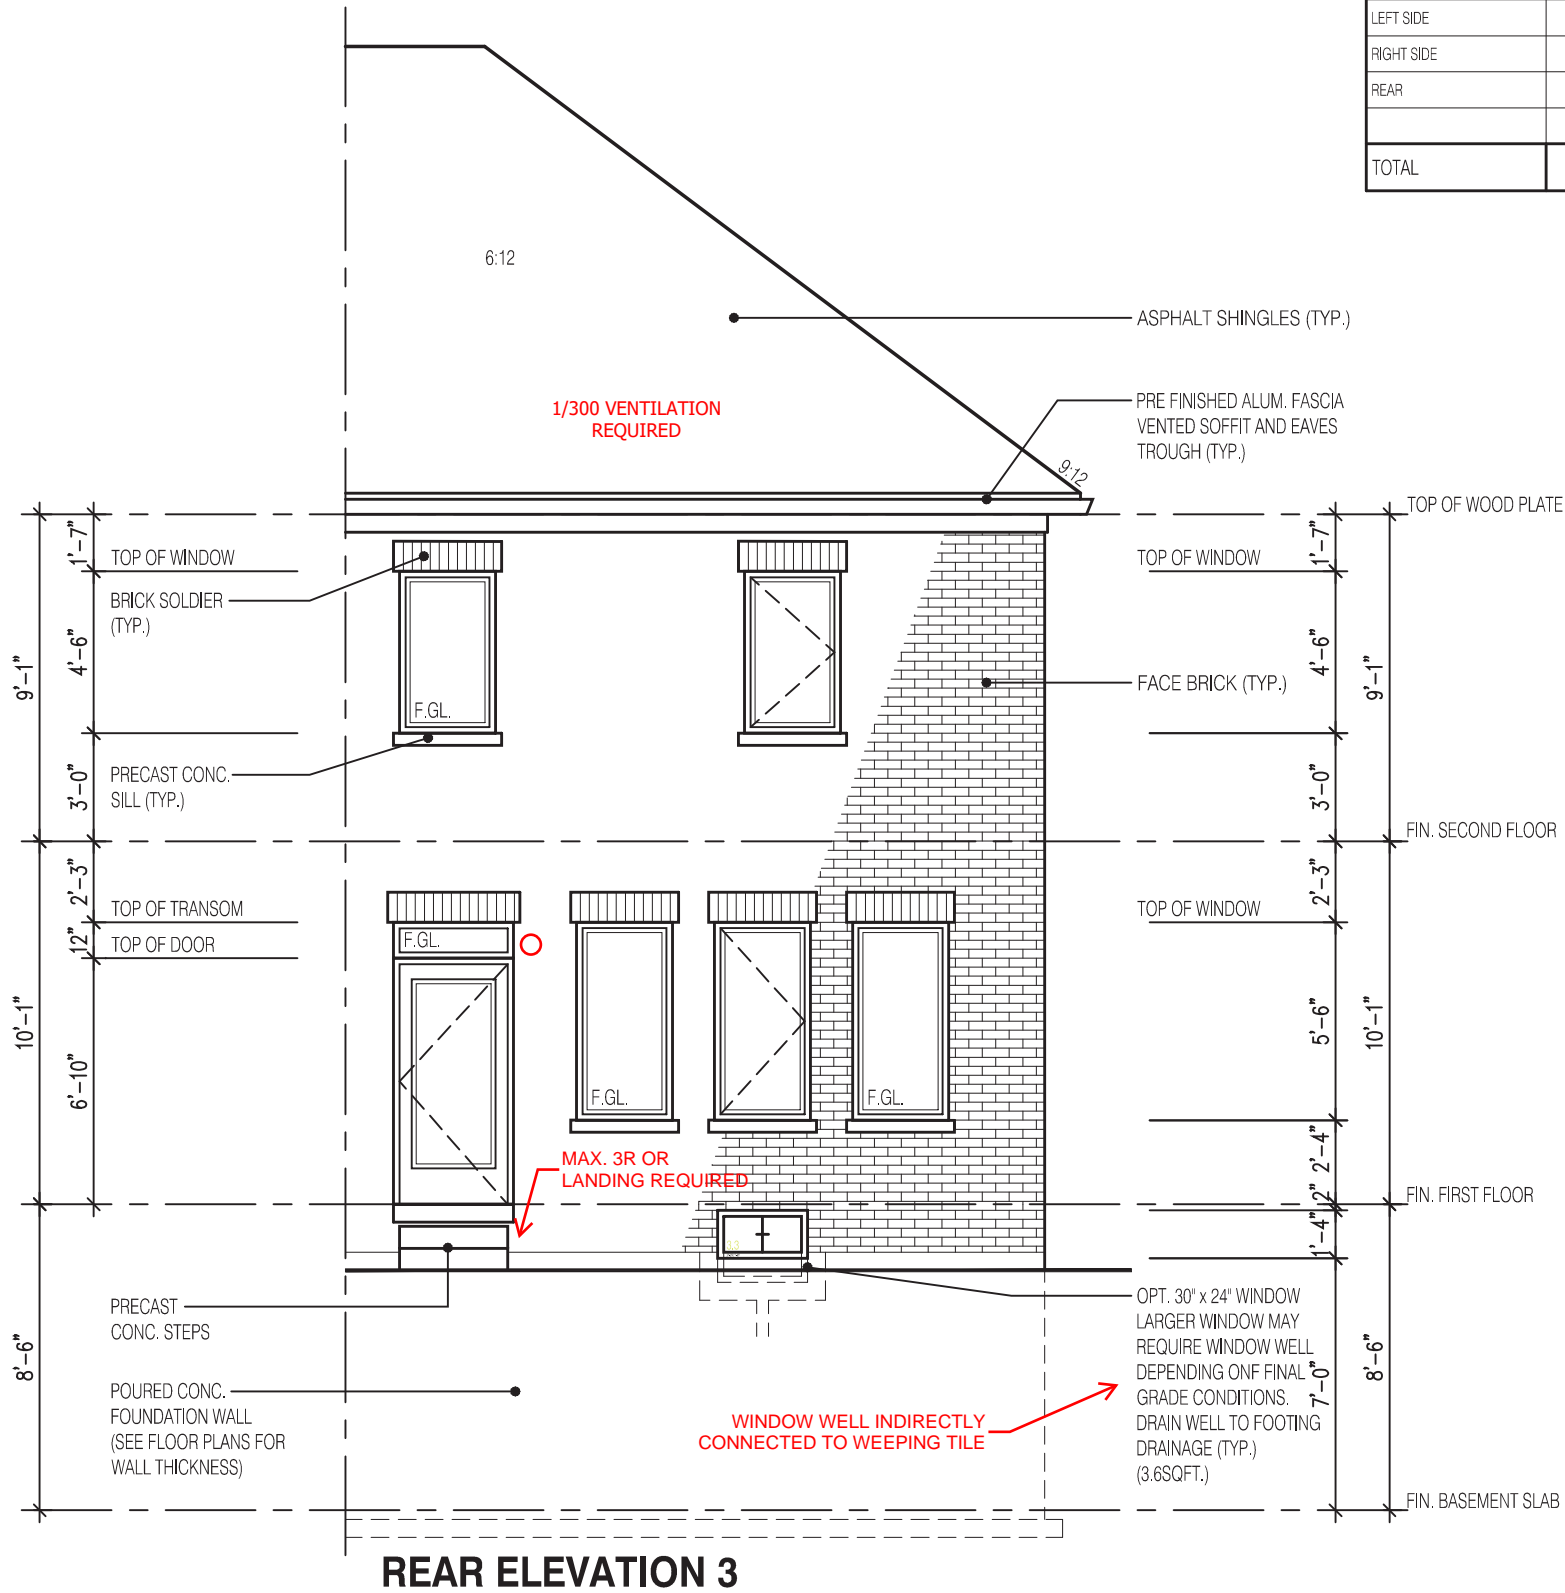 LEFT SIDE
RIGHT SIDE
REAR
TOTAL
6:12
ASPHALT SHINGLES (TYP.)
1/300 VENTILATION
REQUIRED
PRE FINISHED ALUM. FASCIA
VENTED SOFFIT AND EAVES
TROUGH (TYP.)
9:12
TOP OF WOOD PLATE
1'-7"
TOP OF WINDOW
BRICK SOLDIER
(TYP.)
4'-6"
9'-1"
3'-0"
PRECAST CONC.
SILL (TYP.)
F.GL.
TOP OF WINDOW
1'-7"
4'-6"
9'-1"
FACE BRICK (TYP.)
3'-0"
FIN. SECOND FLOOR
2'-3"
TOP OF TRANSOM
12"
TOP OF DOOR
F.GL.
TOP OF WINDOW
2'-3"
10'-1"
6'-10"
F.GL.
F.GL.
5'-6"
10'-1"
MAX. 3R OR
LANDING REQUIRED
2'-4"
2"
FIN. FIRST FLOOR
1'-4"
PRECAST
CONC. STEPS
8'-6"
POURED CONC.
FOUNDATION WALL
(SEE FLOOR PLANS FOR
WALL THICKNESS)
OPT. 30" x 24" WINDOW
LARGER WINDOW MAY
REQUIRE WINDOW WELL
DEPENDING ONF FINAL
GRADE CONDITIONS.
DRAIN WELL TO FOOTING
DRAINAGE (TYP.)
(3.6SQFT.)
7'-0"
8'-6"
WINDOW WELL INDIRECTLY
CONNECTED TO WEEPING TILE
FIN. BASEMENT SLAB
REAR ELEVATION 3